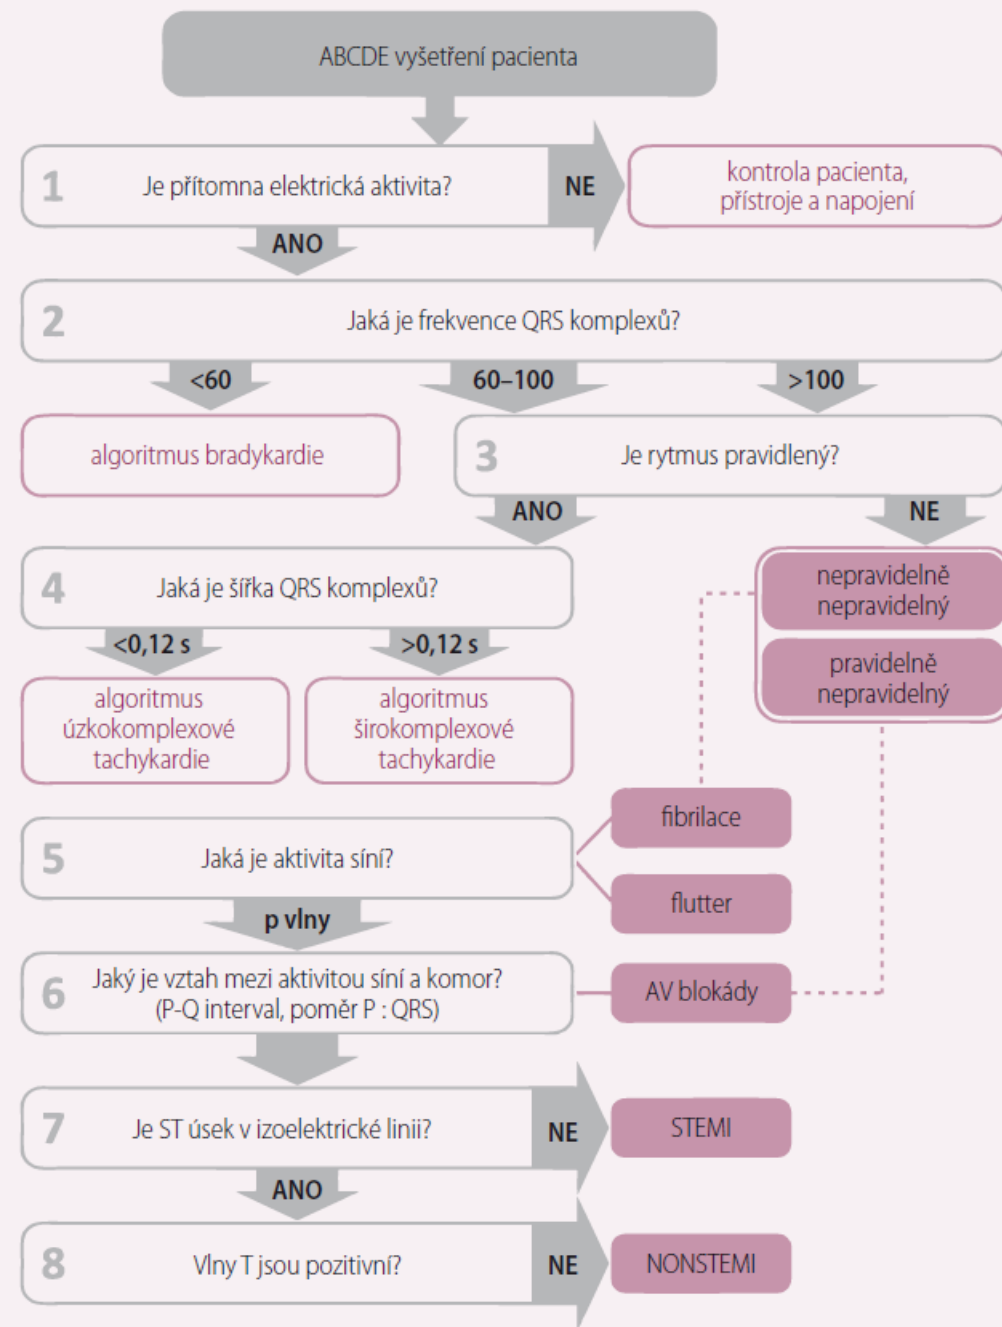 ABCDE vyšetření pacienta
1
Je přítomna elektrická aktivita?
NE
kontrola pacienta,
přístroje a napojení
ANO
2
Jaká je frekvence QRS komplexů?
<60
60–100
>100
algoritmus bradykardie
3
Je rytmus pravidlený?
ANO
NE
4
Jaká je šířka QRS komplexů?
nepravidelně
nepravidelný
<0,12 s
>0,12 s
pravidelně
nepravidelný
algoritmus
úzkokomplexové
tachykardie
algoritmus
širokomplexové
tachykardie
5
Jaká je aktivita síní?
fibrilace
flutter
p vlny
6
Jaký je vztah mezi aktivitou síní a komor?
(P-Q interval, poměr P : QRS)
AV blokády
7
Je ST úsek v izoelektrické linii?
NE
STEMI
ANO
8
Vlny T jsou pozitivní?
NE
NONSTEMI